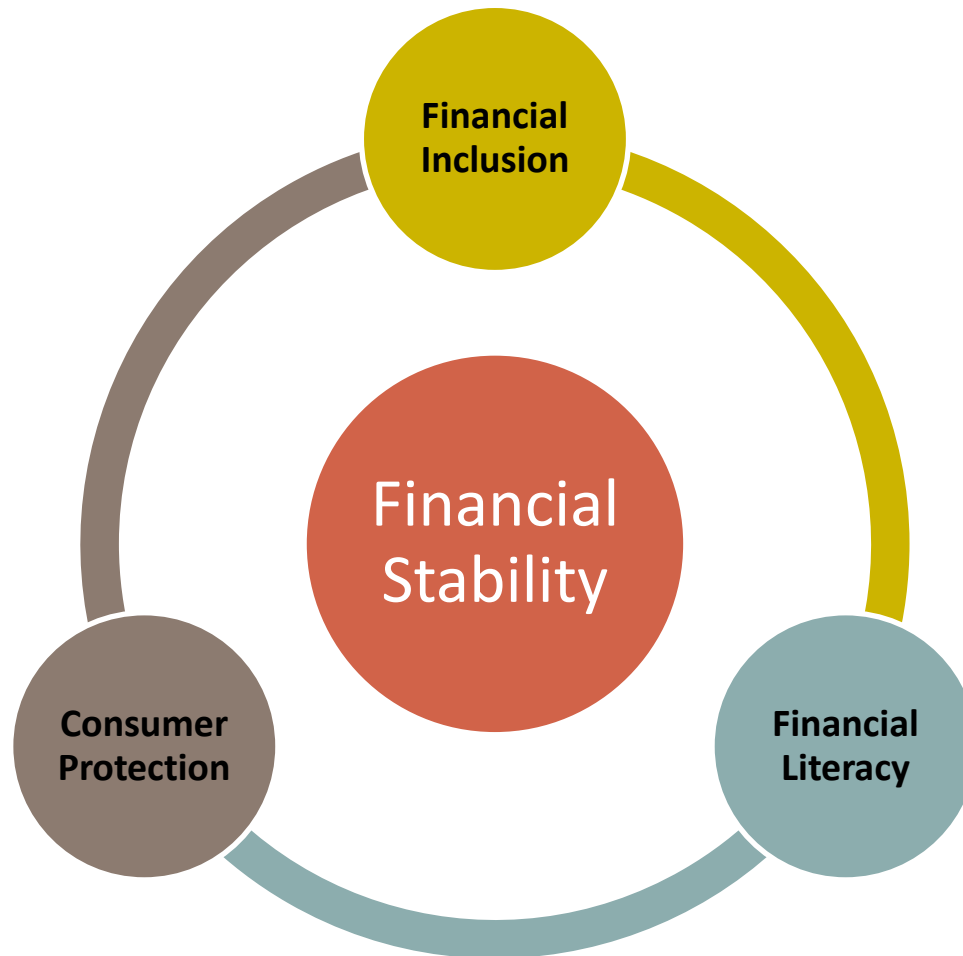 Financial
Inclusion
Financial
Stability
Consumer
Protection
Financial
Literacy